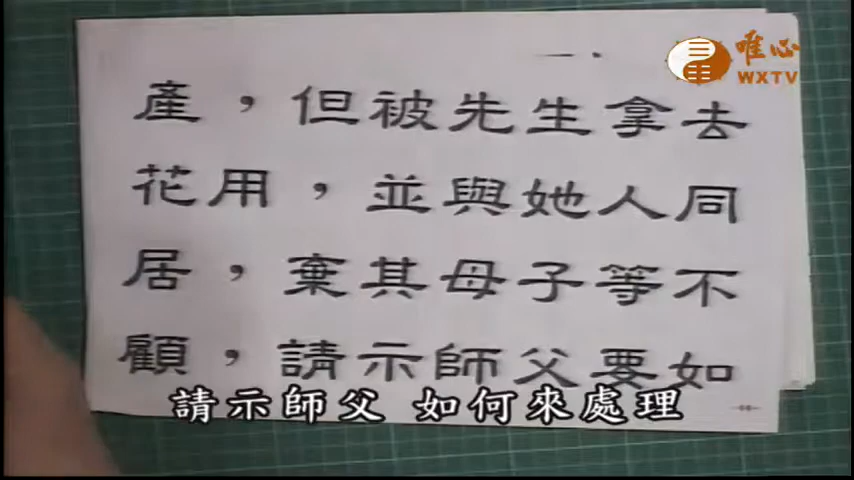 唯心
WXTV
一、
產，但被先生拿去
花用，並與她人同
居，棄其母子等不
顧，請示師父要如
請示師父 如何來處理